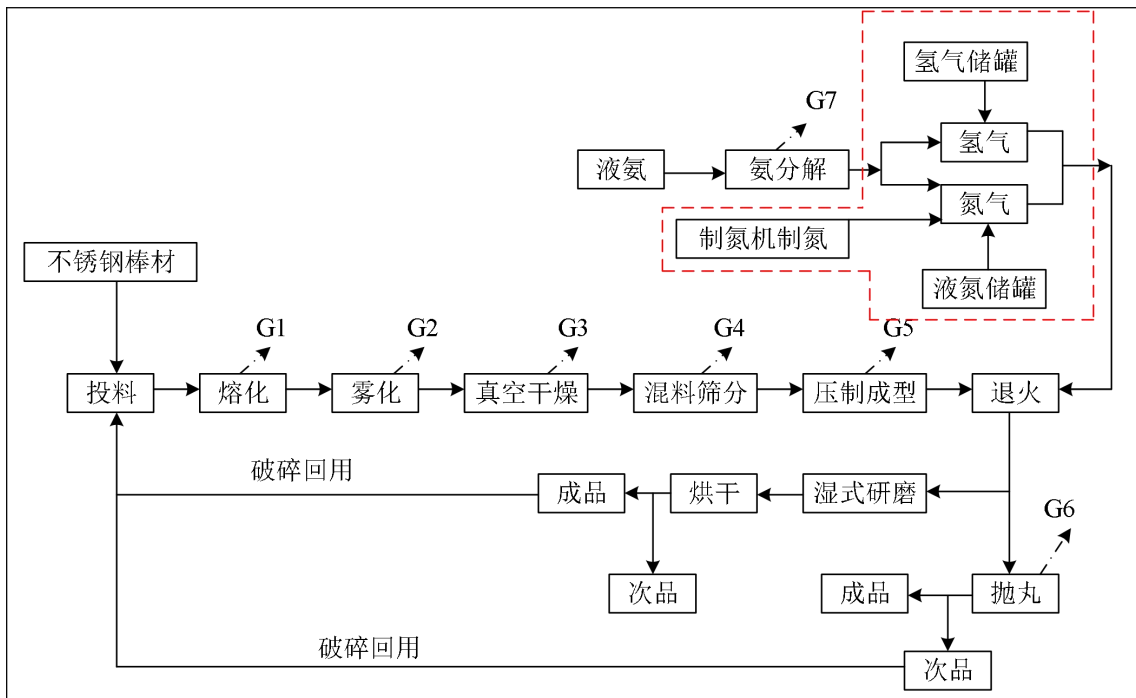 氢气储罐
G7
氢气
液氨
氨分解
氮气
制氮机制氮
不锈钢棒材
液氮储罐
G1
G2
G3
G4
G5
投料
熔化
雾化
真空干燥
混料筛分
压制成型
退火
破碎回用
成品
烘干
湿式研磨
G6
次品
成品
抛丸
破碎回用
次品